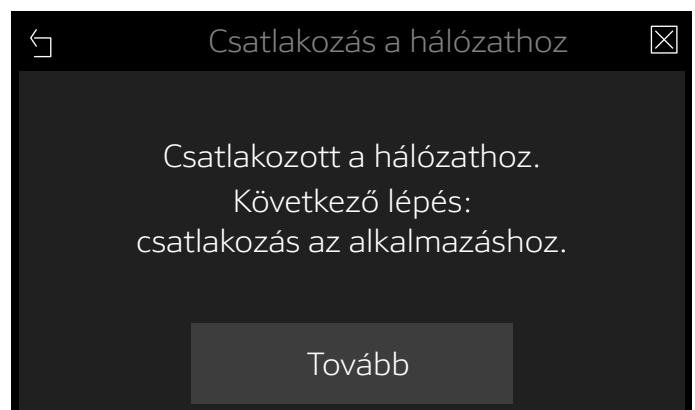 Csatlakozás a hálózathoz
Csatlakozott a hálózathoz.
Következő lépés:
csatlakozás az alkalmazáshoz.
Tovább